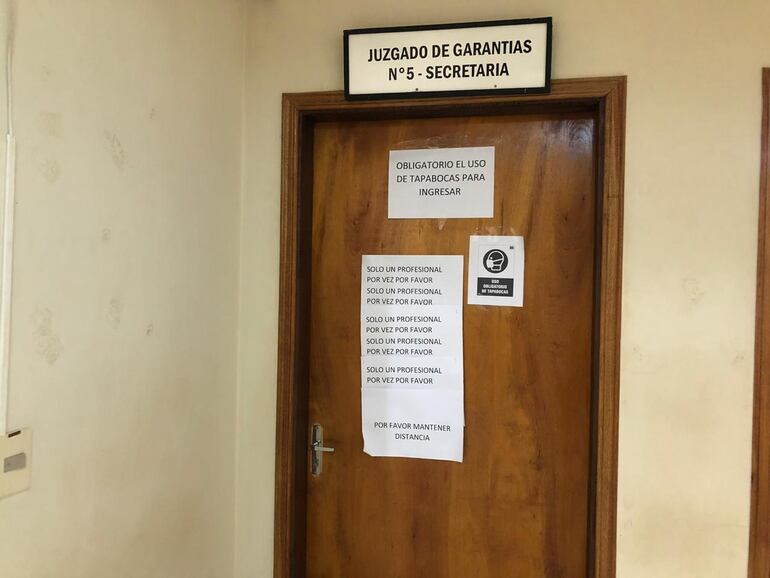 JUZGADO DE GARANTIAS
N°5 - SECRETARIA
OBLIGATORIO EL USO
DE TAPABOCAS PARA
INGRESAR
USO
OBLIGATORIO
DE TAPABOCAS
SOLO UN PROFESIONAL
POR VEZ POR FAVOR
SOLO UN PROFESIONAL
POR VEZ POR FAVOR
SOLO UN PROFESIONAL
POR VEZ POR FAVOR
SOLO UN PROFESIONAL
POR VEZ POR FAVOR
SOLO UN PROFESIONAL
POR VEZ POR FAVOR
POR FAVOR MANTENER
DISTANCIA